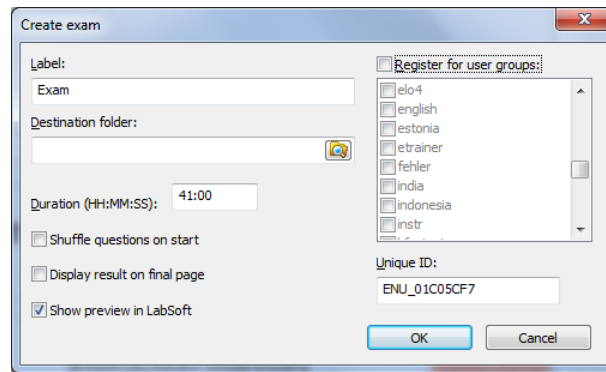 Create exam
Label:
Exam
Destination folder:
Duration (HH:MM:SS):
41:00
Shuffle questions on start
Display result on final page
Show preview in LabSoft
Register for user groups:
elo4
english
estonia
etrainer
fehler
india
indonesia
instr
Unique ID:
ENU_01C05CF7
OK
Cancel